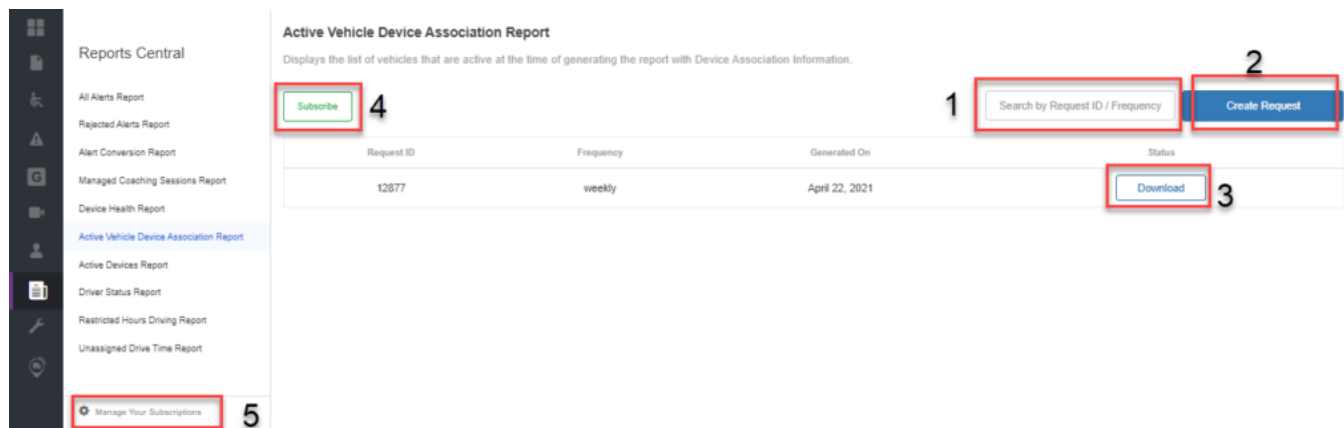 Reports Central
All Alerts Report
Rejected Alerts Report
Alert Conversion Report
Managed Coaching Sessions Report
Device Health Report
Active Vehicle Device Association Report
Active Devices Report
Driver Status Report
Restricted Hours Driving Report
Unassigned Drive Time Report
Manage Your Subscriptions
5
Active Vehicle Device Association Report
Displays the list of vehicles that are active at the time of generating the report with Device Association Information.
2
Subscribe 4 1 Search by Request ID / Frequency Create Request
Request ID Frequency Generated On Status
12877 weekly April 22, 2021 Download 3
G